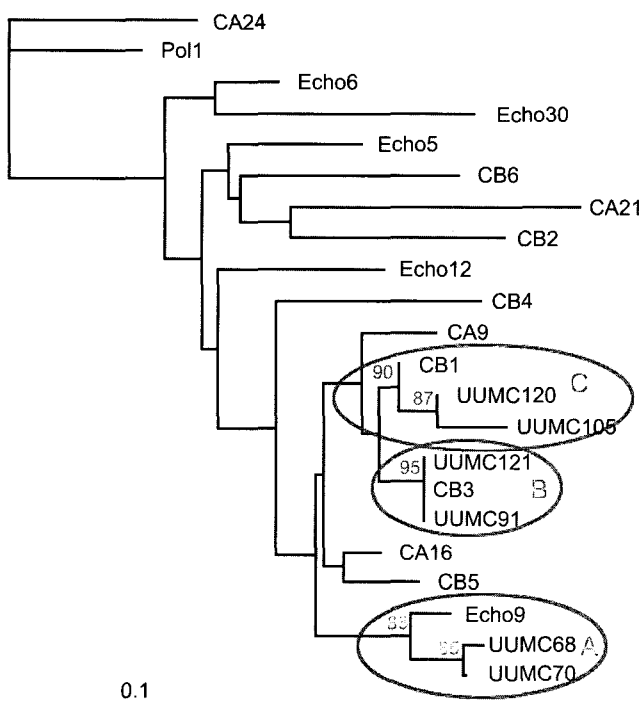 CA24
Pol1
Echo6
Echo30
Echo5
CB6
CA21
CB2
Echo12
CB4
CA9
90 CB1 C
87 UUMC120
UUMC105
95 UUMC121
CB3 B
UUMC91
CA16
CB5
Echo9
UUMC68 A
UUMC70
0.1